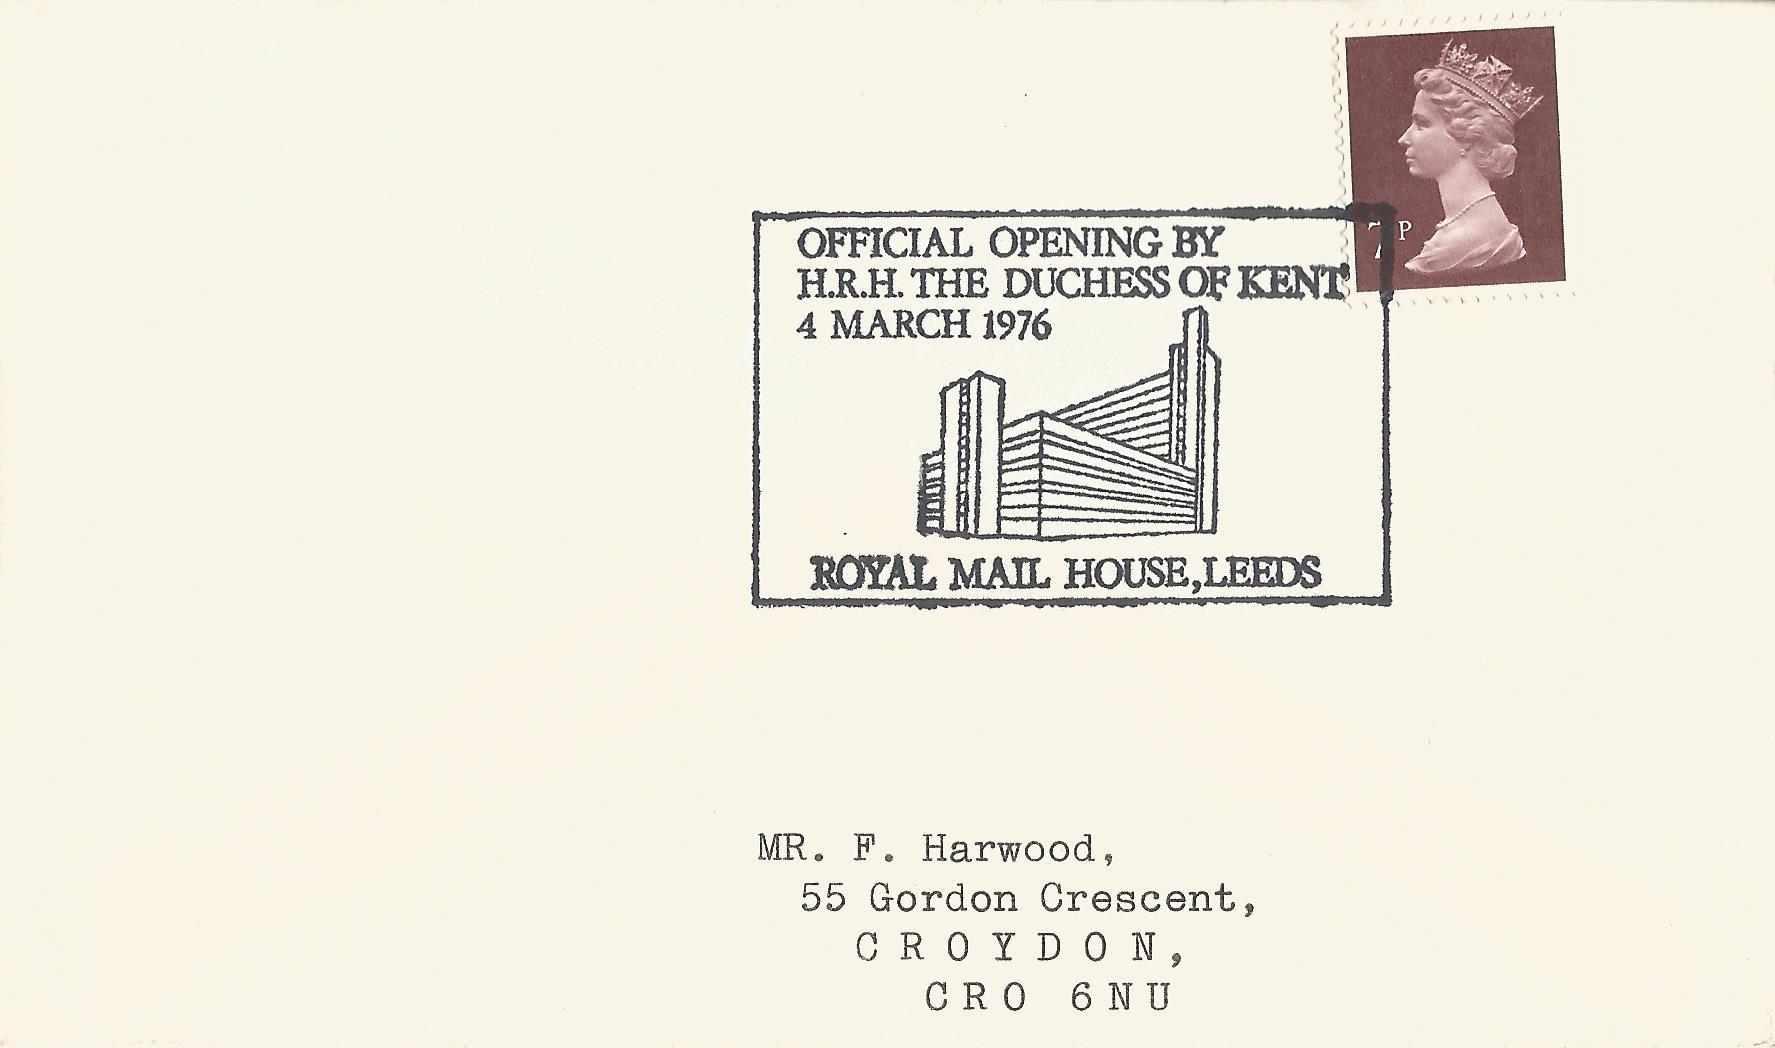 7P
OFFICIAL OPENING BY
H.R.H. THE DUCHESS OF KENT
4 MARCH 1976
ROYAL MAIL HOUSE, LEEDS
MR. F. Harwood,
55 Gordon Crescent,
CROYDON,
CRO 6NU